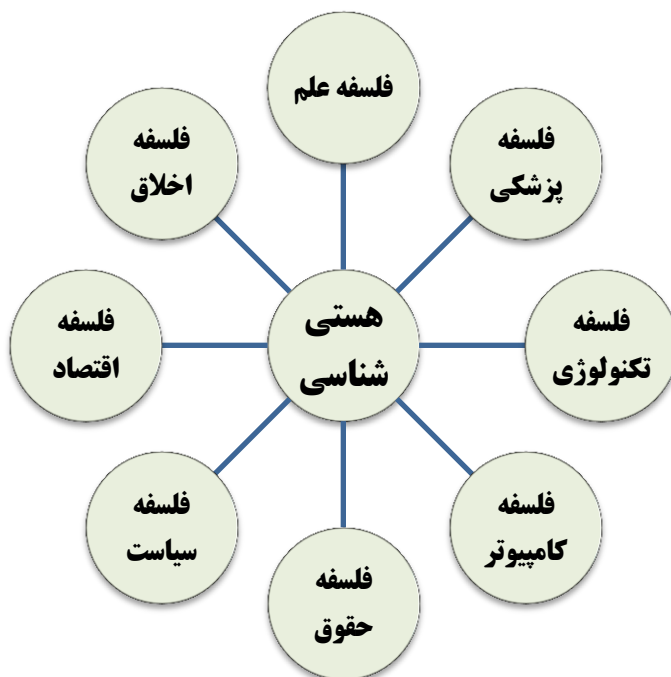 فلسفه علم
فلسفه
پزشکی
فلسفه
تکنولوژی
فلسفه
کامپیوتر
فلسفه
حقوق
فلسفه
سیاست
فلسفه
اقتصاد
فلسفه
اخلاق
هستی
شناسی